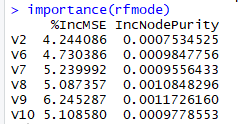 > importance(rfmode)
%IncMSE IncNodePurity
V2 4.244086 0.0007534525
V6 4.730386 0.0009847756
V7 5.239992 0.0009556433
V8 5.087357 0.0010848296
V9 6.245287 0.0011726160
V10 5.108580 0.0009778553